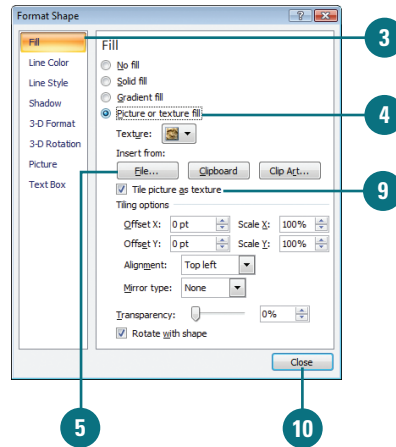 Format Shape
Fill
Line Color
Line Style
Shadow
3-D Format
3-D Rotation
Picture
Text Box
Fill
No fill
Solid fill
Gradient fill
Picture or texture fill
Texture:
Insert from:
File... Clipboard Clip Art...
Tile picture as texture
Tiling options
Offset X: 0 pt Scale X: 100%
Offset Y: 0 pt Scale Y: 100%
Alignment: Top left
Mirror type: None
Transparency: 0%
Rotate with shape
Close
3
4
9
5
10